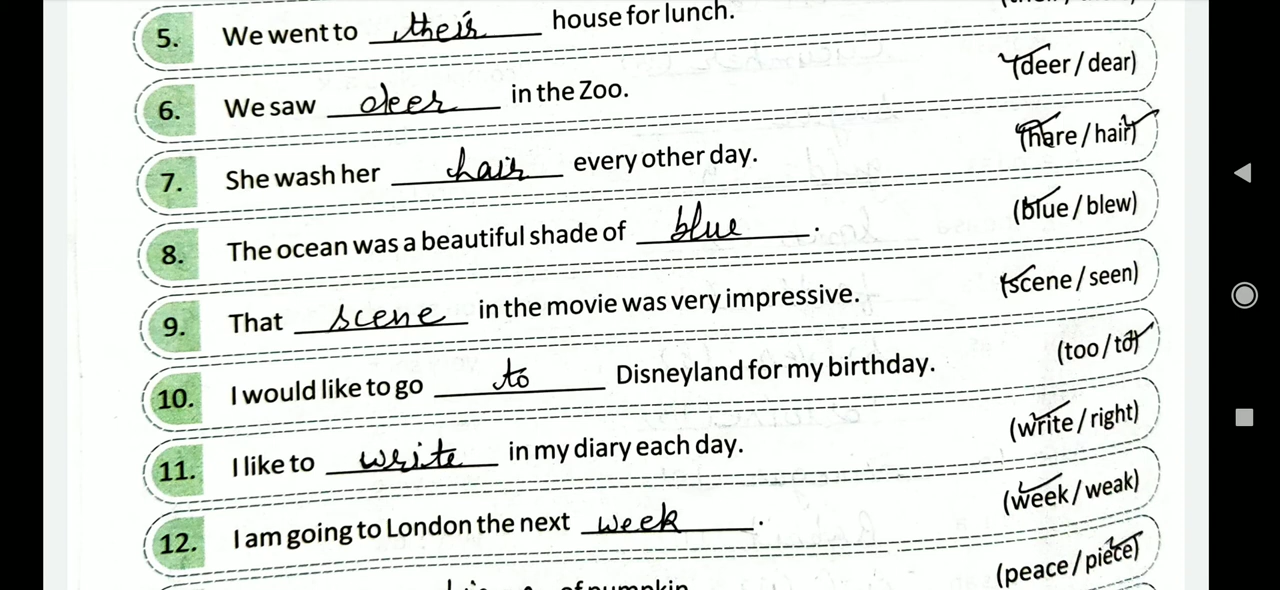 5. We went to their house for lunch.
6. We saw deer in the Zoo. (deer / dear)
7. She wash her hair every other day. (hare / hair)
8. The ocean was a beautiful shade of blue. (blue / blew)
9. That scene in the movie was very impressive. (scene / seen)
10. I would like to go to Disneyland for my birthday. (too / to)
11. I like to write in my diary each day. (write / right)
12. I am going to London the next week. (week / weak)
of pumpkin (peace / piece)